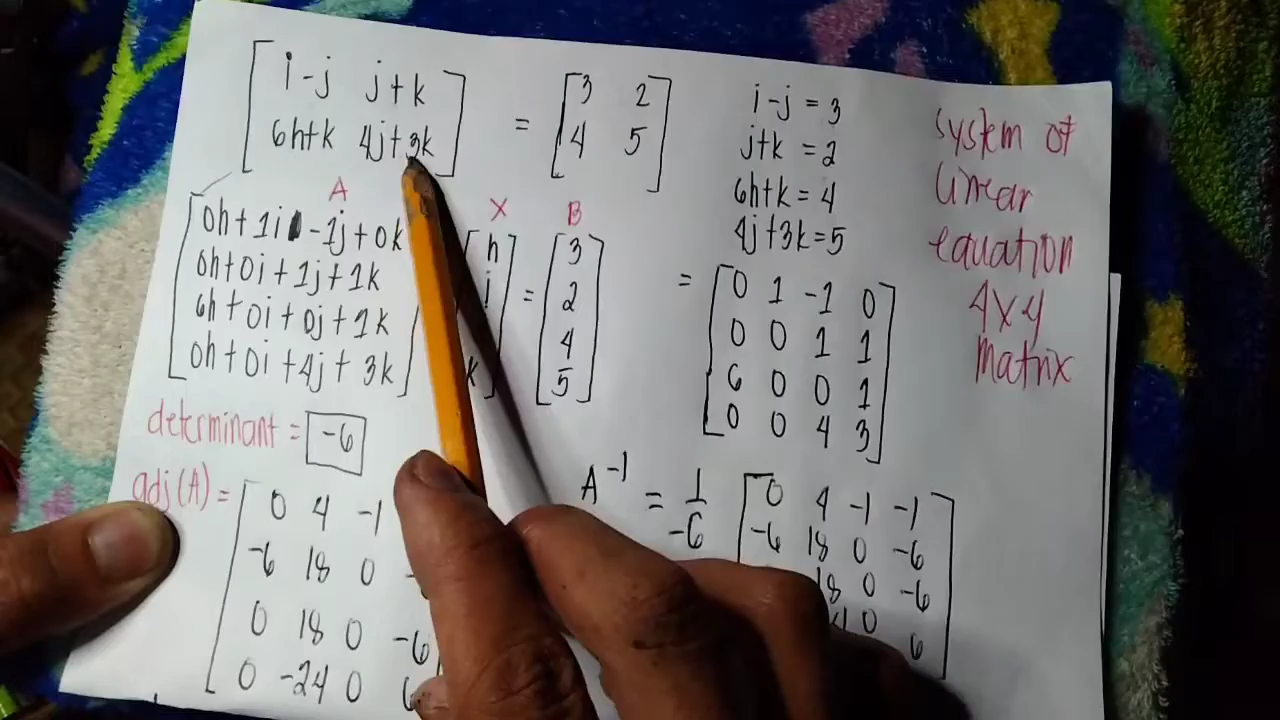 i-j j+k
6h+k 4j+3k
= 3 2
4 5
i-j = 3
j+k = 2
6h+k = 4
4j+3k=5
system of
linear
equation
4x4
matrix
A
0h+1i -1j+0k
0h+0i+1j+1k
6h+0i+0j+1k
0h+0i+4j+3k
X
h
i
k
=
B
3
2
4
5
= 0 1 -1 0
0 0 1 1
6 0 0 1
0 0 4 3
determinant = -6
adj(A) = 0 4 -1
-6 18 0
0 18 0 -6
0 -24 0 6
A^-1 = 1/-6
0 4 -1 -1
-6 18 0 -6
18 0 -6
0
6